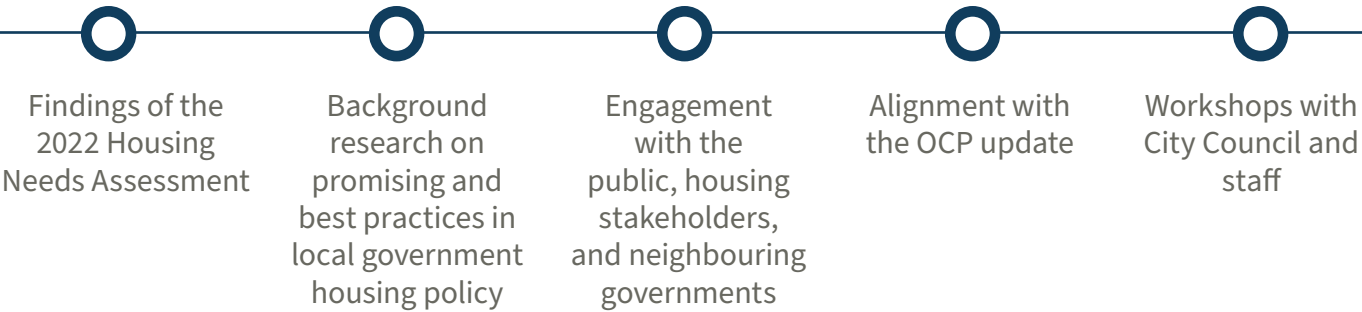 Findings of the
2022 Housing
Needs Assessment
Background
research on
promising and
best practices in
local government
housing policy
Engagement
with the
public, housing
stakeholders,
and neighbouring
governments
Alignment with
the OCP update
Workshops with
City Council and
staff